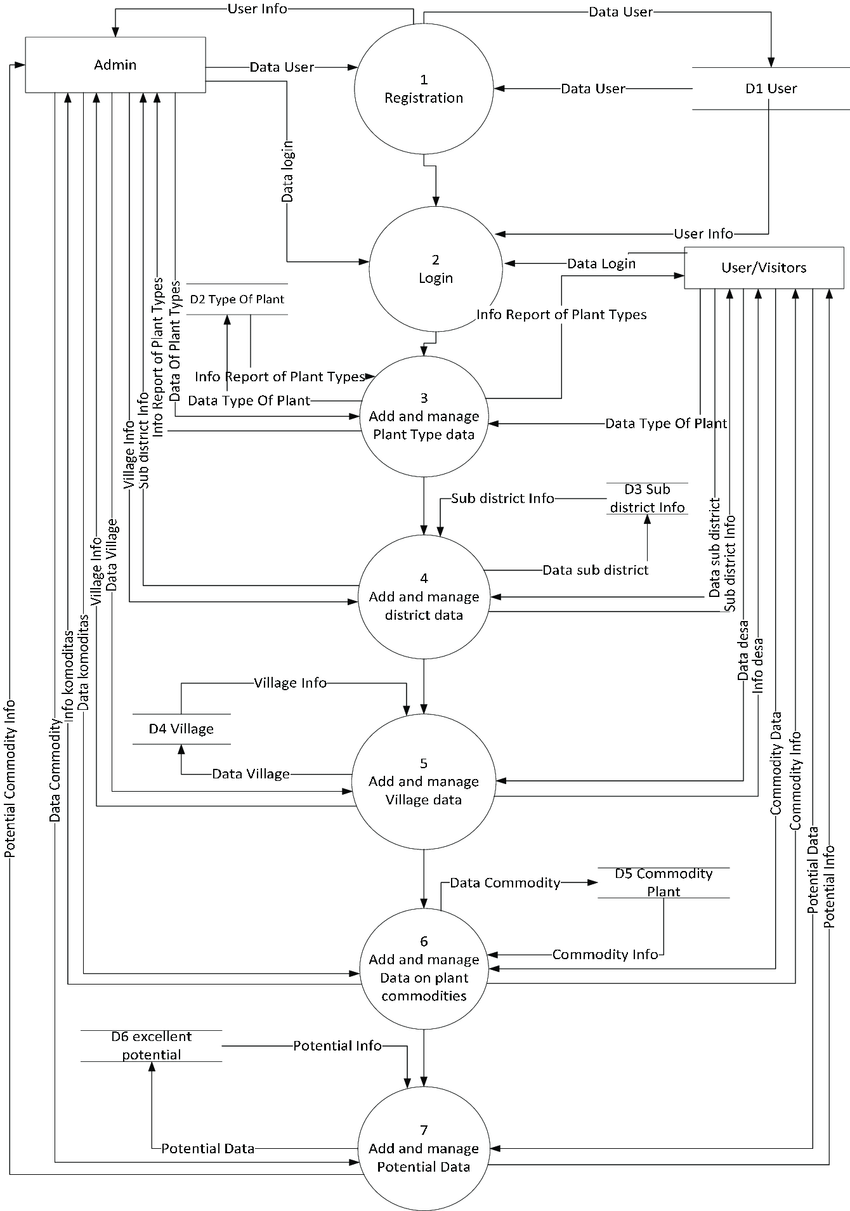 User Info
Data User
Admin
Data User
1
Registration
Data User
D1 User
Data login
User Info
2
Login
Data Login
User/Visitors
D2 Type Of Plant
Info Report of Plant Types
Info Report of Plant Types
Data Of Plant Types
Info Report of Plant Types
Data Type Of Plant
3
Add and manage
Plant Type data
Data Type Of Plant
Village Info
Sub district Info
Sub district Info
D3 Sub
district Info
Data sub district
4
Add and manage
district data
Data sub district
Sub district Info
Village Info
Data Village
Data desa
Info desa
Info komoditas
Data komoditas
Village Info
D4 Village
Data Village
5
Add and manage
Village data
Potential Commodity Info
Data Commodity
Commodity Data
Commodity Info
Potential Data
Potential Info
Data Commodity
D5 Commodity
Plant
Commodity Info
6
Add and manage
Data on plant
commodities
D6 excellent
potential
Potential Info
Potential Data
7
Add and manage
Potential Data